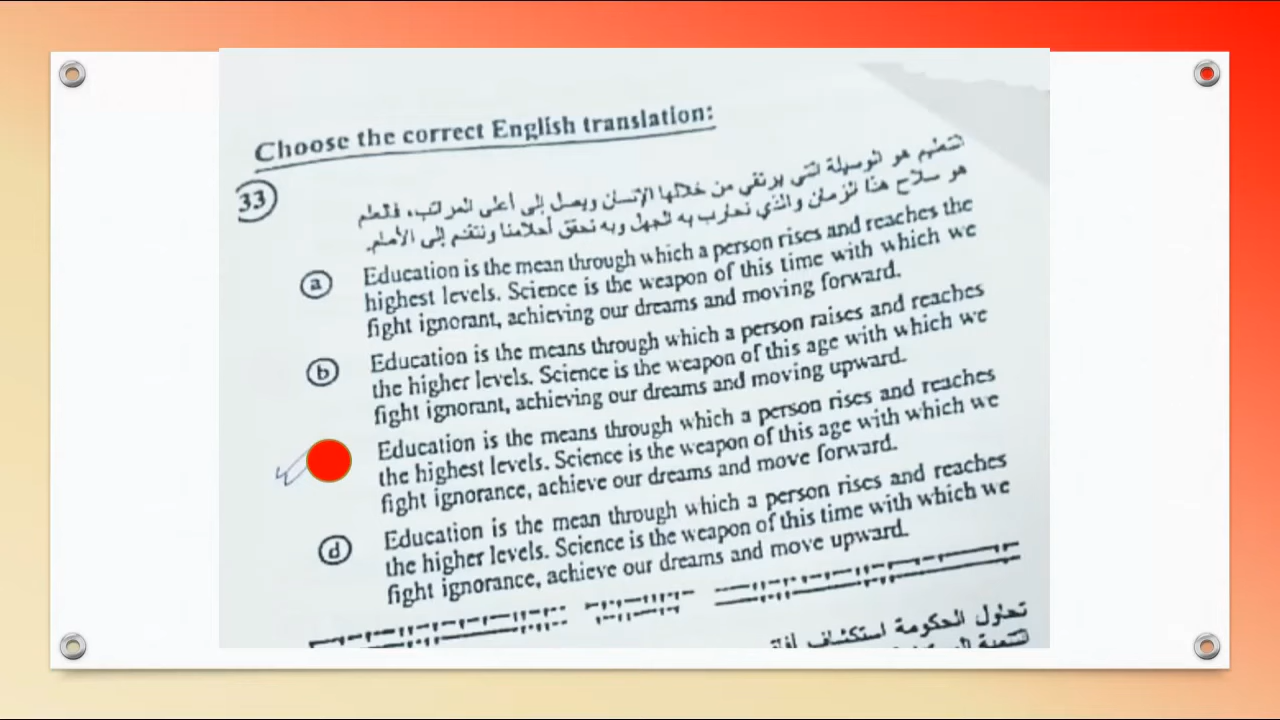 Choose the correct English translation:
33
التعليم هو الوسيلة التي يرتقي من خلالها الإنسان ويصل إلى أعلى المراتب، فالعلم
هو سلاح هذا الزمان والذي نحارب به الجهل وبه نحقق أحلامنا ونتقدم إلى الأمام.
a Education is the mean through which a person rises and reaches the
highest levels. Science is the weapon of this time with which we
fight ignorant, achieving our dreams and moving forward.
b Education is the means through which a person raises and reaches
the higher levels. Science is the weapon of this age with which we
fight ignorant, achieving our dreams and moving upward.
Education is the means through which a person rises and reaches
the highest levels. Science is the weapon of this age with which we
fight ignorance, achieve our dreams and move forward.
d Education is the mean through which a person rises and reaches
the higher levels. Science is the weapon of this time with which we
fight ignorance, achieve our dreams and move upward.
تحاول الحكومة استكشاف